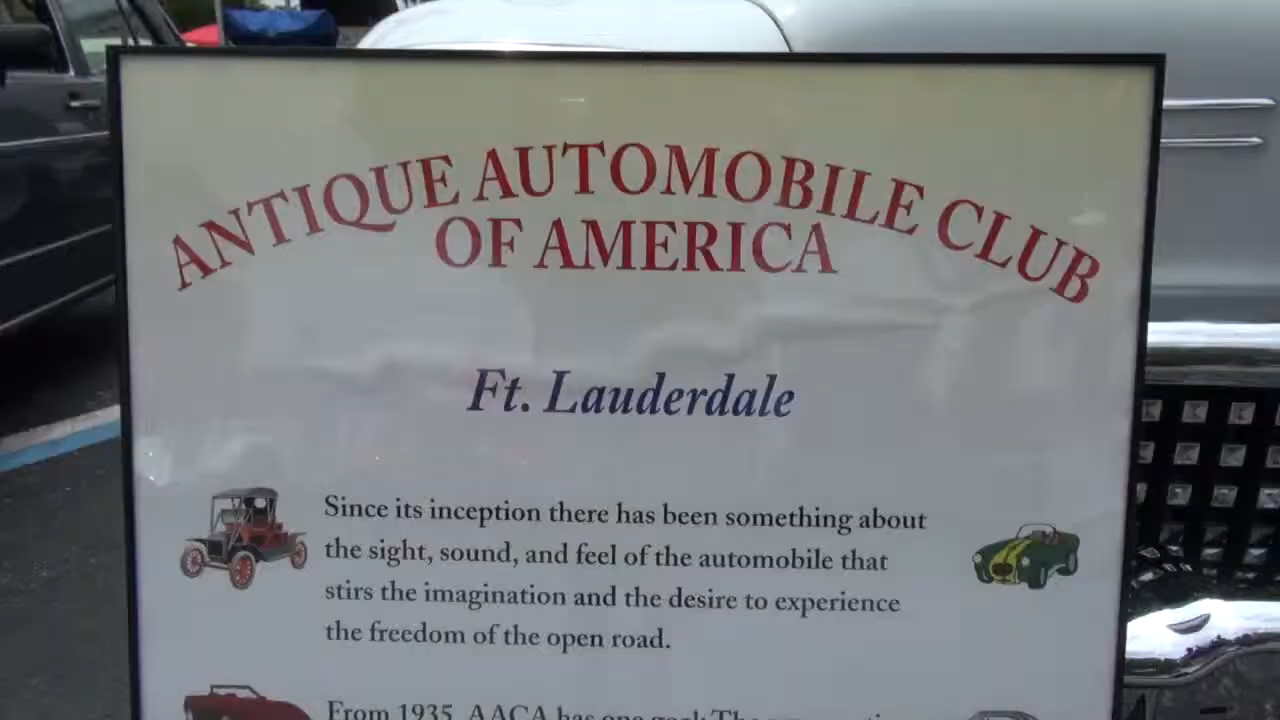 ANTIQUE AUTOMOBILE CLUB
OF AMERICA
Ft. Lauderdale
Since its inception there has been something about
the sight, sound, and feel of the automobile that
stirs the imagination and the desire to experience
the freedom of the open road.
From 1935, AACA has one goal: The